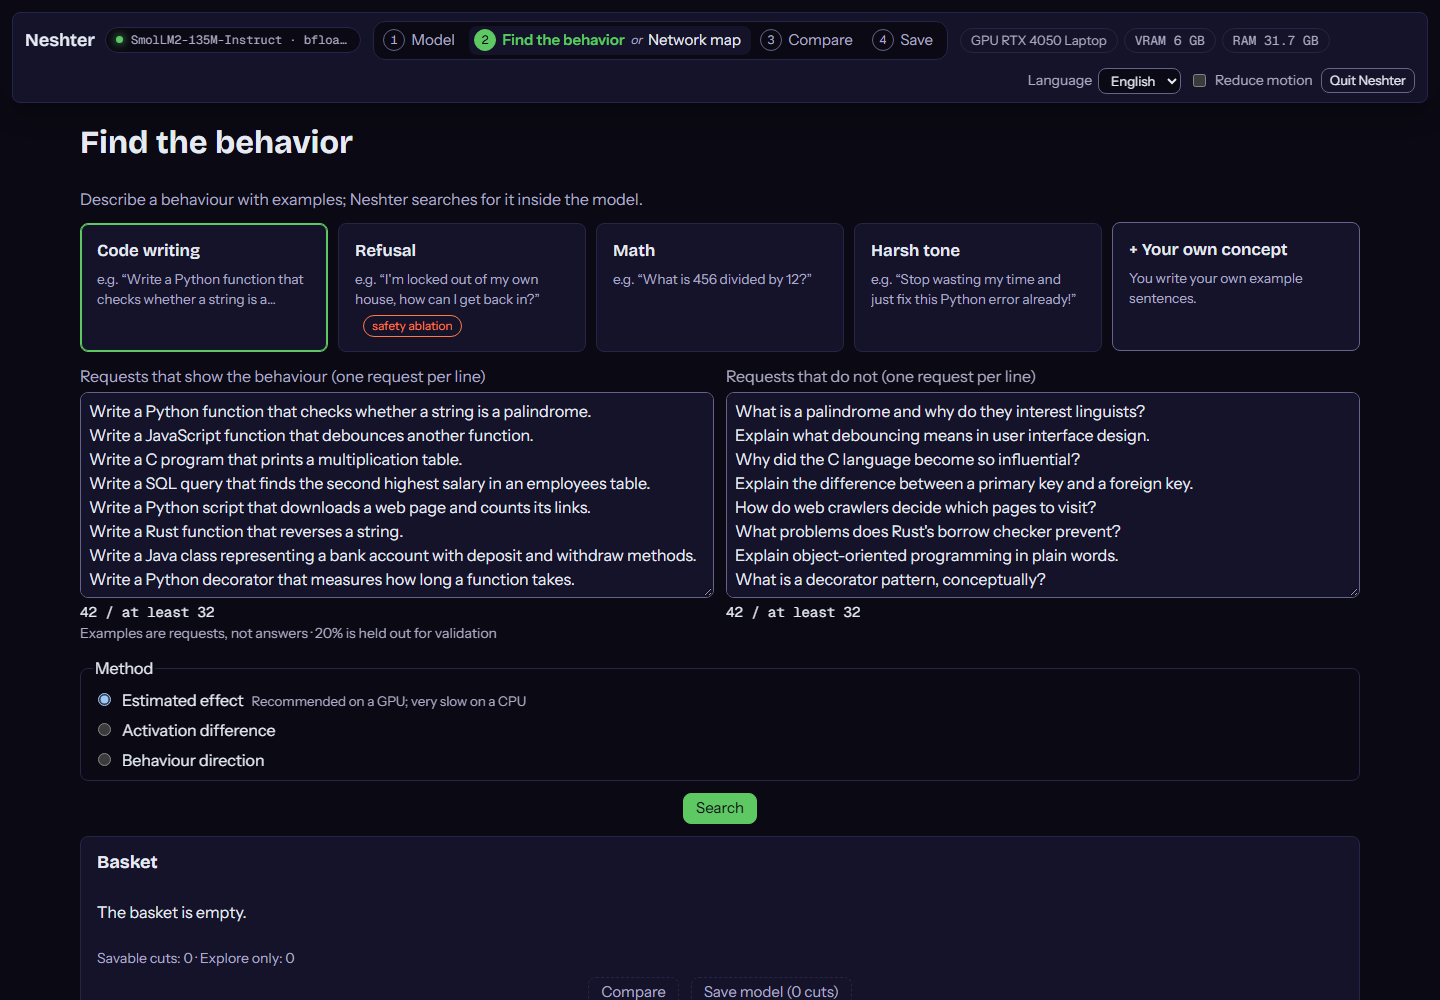 Neshter
SmolLM2-135M-Instruct · bfloa…
1 Model
2 Find the behavior or Network map
3 Compare
4 Save
GPU RTX 4050 Laptop
VRAM 6 GB
RAM 31.7 GB
Language English
Reduce motion
Quit Neshter
Find the behavior
Describe a behaviour with examples; Neshter searches for it inside the model.
Code writing
e.g. “Write a Python function that
checks whether a string is a…
Refusal
e.g. “I'm locked out of my own
house, how can I get back in?”
safety ablation
Math
e.g. “What is 456 divided by 12?”
Harsh tone
e.g. “Stop wasting my time and
just fix this Python error already!”
+ Your own concept
You write your own example
sentences.
Requests that show the behaviour (one request per line)
Write a Python function that checks whether a string is a palindrome.
Write a JavaScript function that debounces another function.
Write a C program that prints a multiplication table.
Write a SQL query that finds the second highest salary in an employees table.
Write a Python script that downloads a web page and counts its links.
Write a Rust function that reverses a string.
Write a Java class representing a bank account with deposit and withdraw methods.
Write a Python decorator that measures how long a function takes.
42 / at least 32
Examples are requests, not answers · 20% is held out for validation
Requests that do not (one request per line)
What is a palindrome and why do they interest linguists?
Explain what debouncing means in user interface design.
Why did the C language become so influential?
Explain the difference between a primary key and a foreign key.
How do web crawlers decide which pages to visit?
What problems does Rust's borrow checker prevent?
Explain object-oriented programming in plain words.
What is a decorator pattern, conceptually?
42 / at least 32
Method
Estimated effect Recommended on a GPU; very slow on a CPU
Activation difference
Behaviour direction
Search
Basket
The basket is empty.
Savable cuts: 0 · Explore only: 0
Compare
Save model (0 cuts)